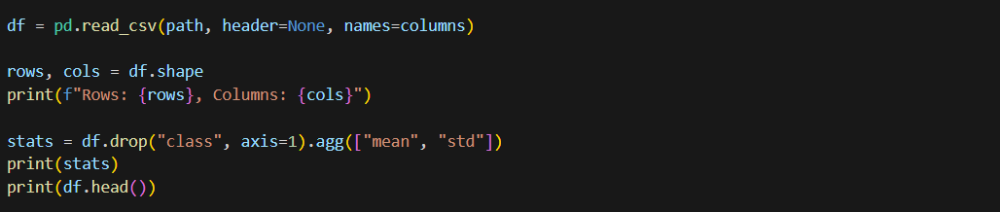 df = pd.read_csv(path, header=None, names=columns)
rows, cols = df.shape
print(f"Rows: {rows}, Columns: {cols}")
stats = df.drop("class", axis=1).agg(["mean", "std"])
print(stats)
print(df.head())